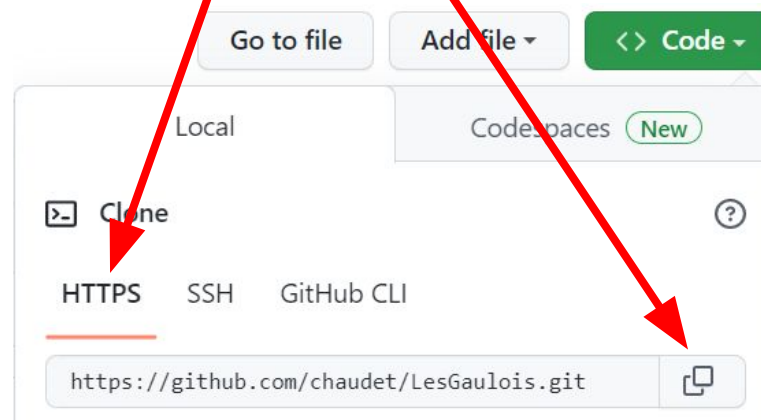 Go to file Add file <> Code
Local Codespaces New
Clone
HTTPS SSH GitHub CLI
https://github.com/chaudet/LesGaulois.git